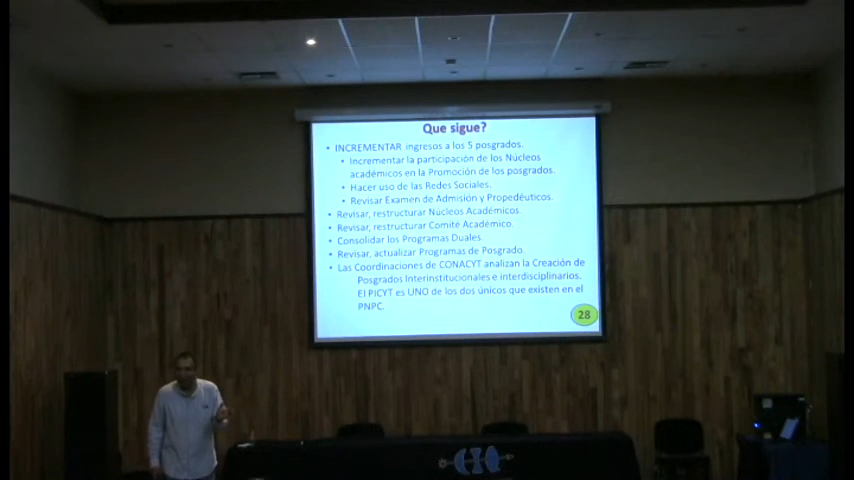 Que sigue?
• INCREMENTAR ingresos a los 5 posgrados.
• Incrementar la participación de los Núcleos
académicos en la Promoción de los posgrados.
• Hacer uso de las Redes Sociales.
• Revisar Examen de Admisión y Propedéuticos.
• Revisar, restructurar Núcleos Académicos.
• Revisar, restructurar Comité Académico.
• Consolidar los Programas Duales.
• Revisar, actualizar Programas de Posgrado.
• Las Coordinaciones de CONACYT analizan la Creación de
Posgrados Interinstitucionales e interdisciplinarios.
El PICYT es UNO de los dos únicos que existen en el
PNPC.
28
CIO